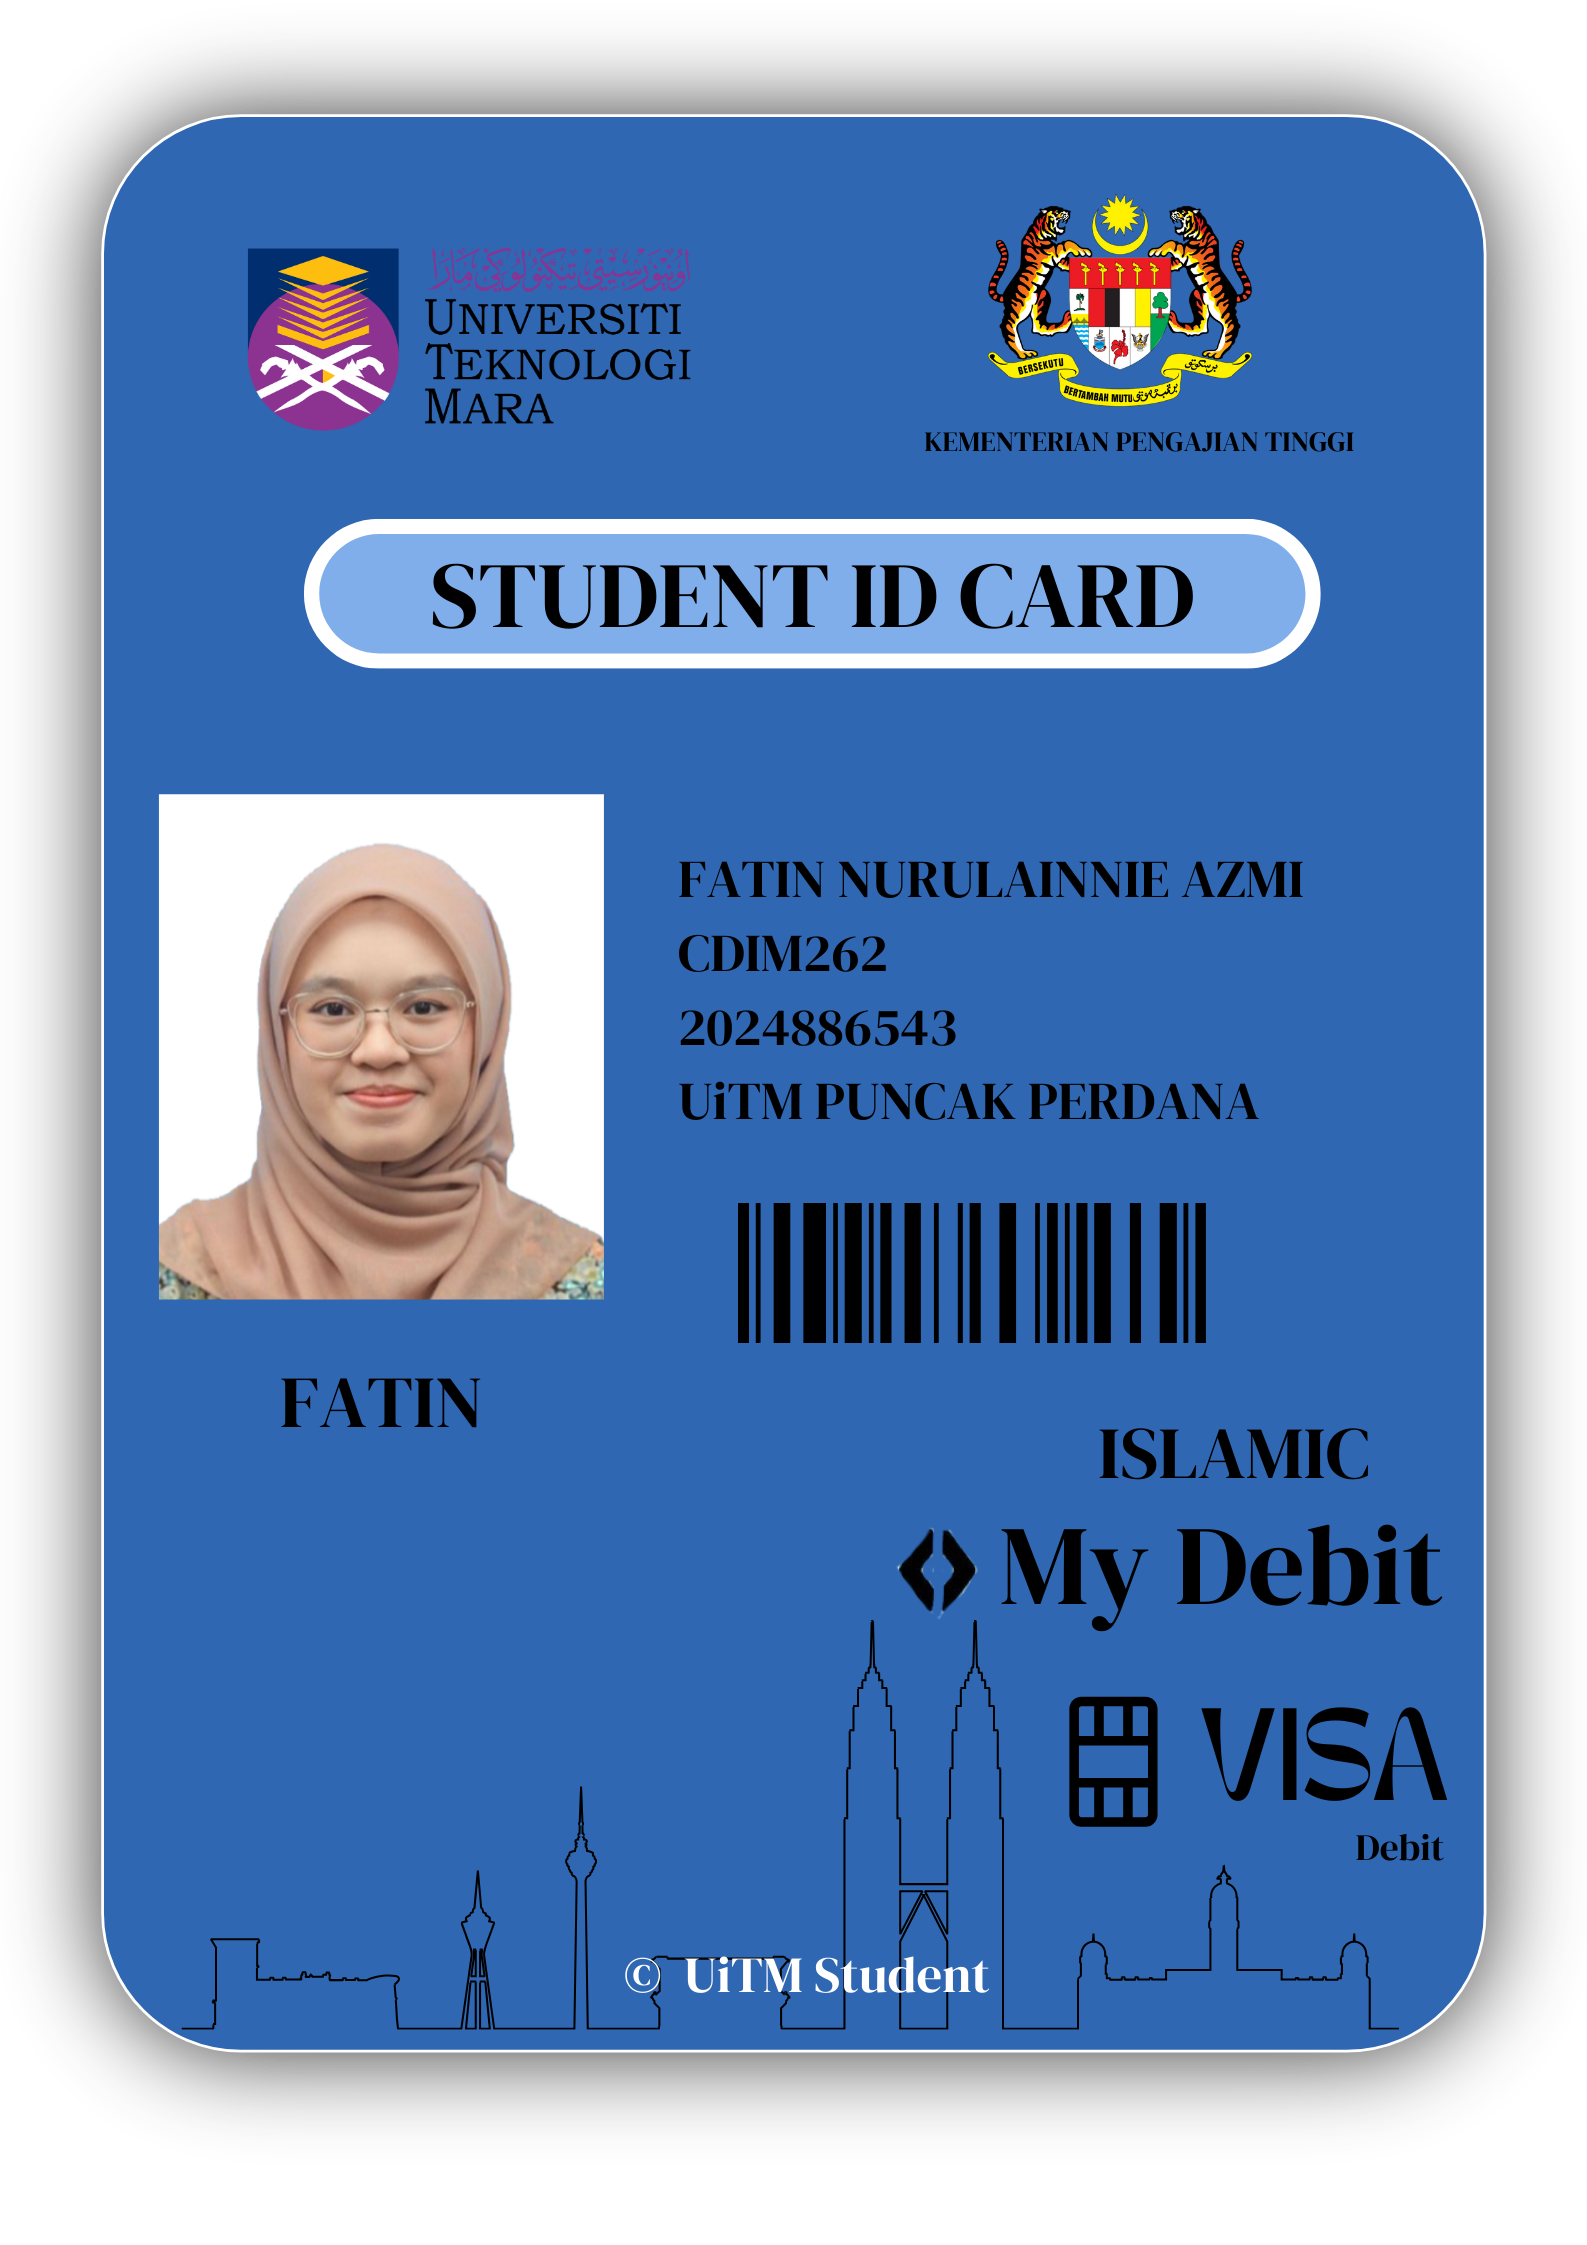 اونيۏرسيتي تيكنولوڬي مارا
UNIVERSITI
TEKNOLOGI
MARA
BERSEKUTU
BERTAMBAH MUTU
KEMENTERIAN PENGAJIAN TINGGI
STUDENT ID CARD
FATIN NURULAINNIE AZMI
CDIM262
2024886543
UiTM PUNCAK PERDANA
FATIN
ISLAMIC
My Debit
VISA
Debit
© UiTM Student